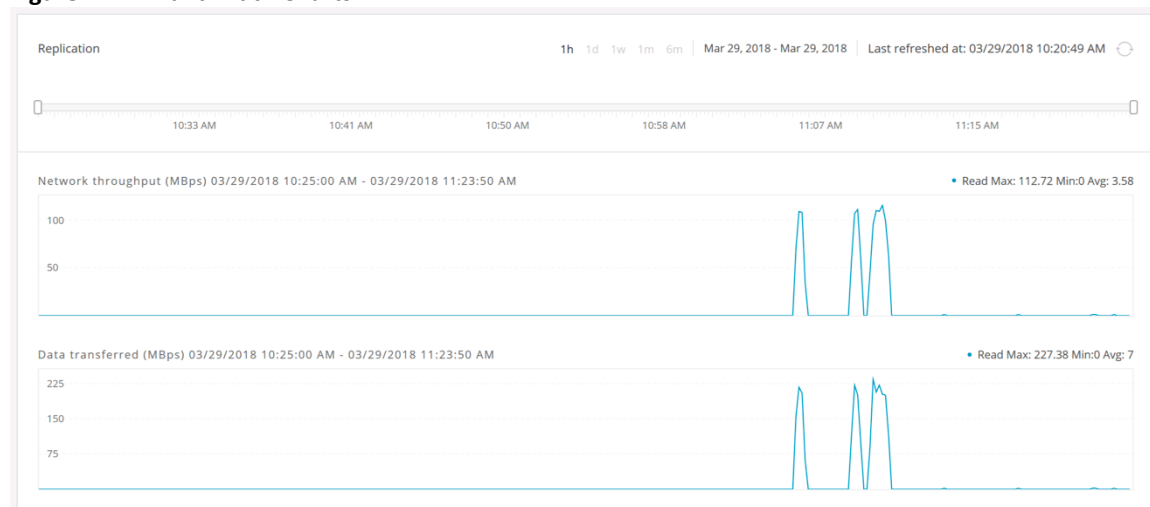 Replication 1h 1d 1w 1m 6m Mar 29, 2018 - Mar 29, 2018 Last refreshed at: 03/29/2018 10:20:49 AM
10:33 AM 10:41 AM 10:50 AM 10:58 AM 11:07 AM 11:15 AM
Network throughput (MBps) 03/29/2018 10:25:00 AM - 03/29/2018 11:23:50 AM • Read Max: 112.72 Min:0 Avg: 3.58
100
50
Data transferred (MBps) 03/29/2018 10:25:00 AM - 03/29/2018 11:23:50 AM • Read Max: 227.38 Min:0 Avg: 7
225
150
75